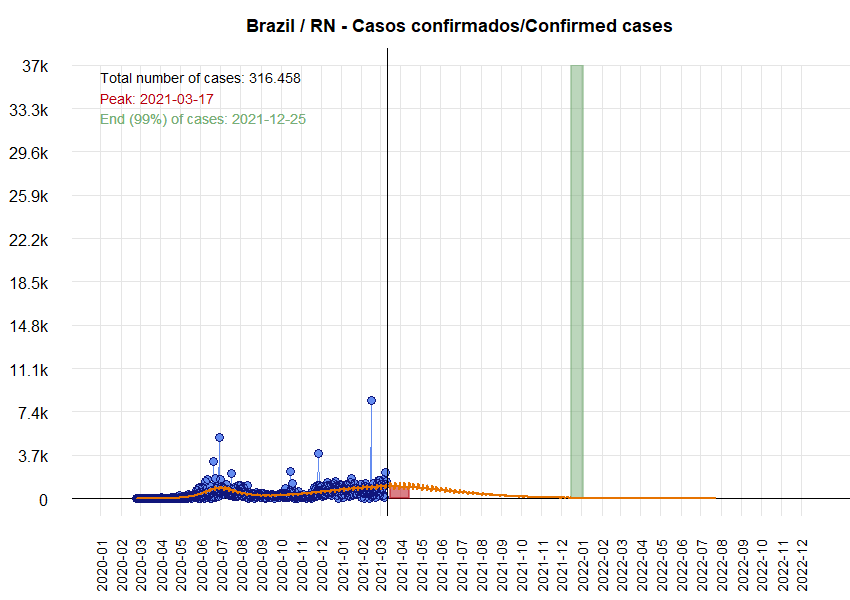 Brazil / RN - Casos confirmados/Confirmed cases
37k
Total number of cases: 316.458
Peak: 2021-03-17
33.3k
End (99%) of cases: 2021-12-25
29.6k
25.9k
22.2k
18.5k
14.8k
11.1k
7.4k
3.7k
0
2020-01
2020-02
2020-03
2020-04
2020-05
2020-06
2020-07
2020-08
2020-09
2020-10
2020-11
2020-12
2021-01
2021-02
2021-03
2021-04
2021-05
2021-06
2021-07
2021-08
2021-09
2021-10
2021-11
2021-12
2022-01
2022-02
2022-03
2022-04
2022-05
2022-06
2022-07
2022-08
2022-09
2022-10
2022-11
2022-12